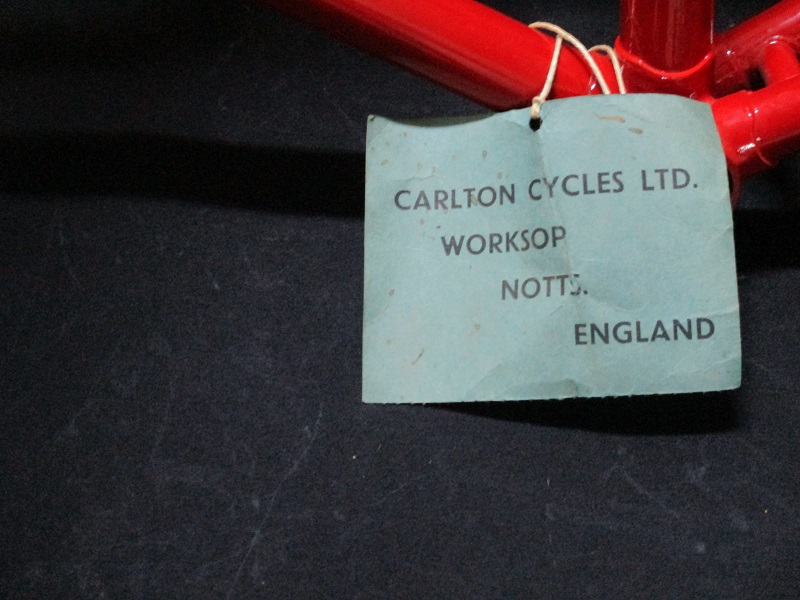 CARLTON CYCLES LTD.
WORKSOP
NOTTS.
ENGLAND